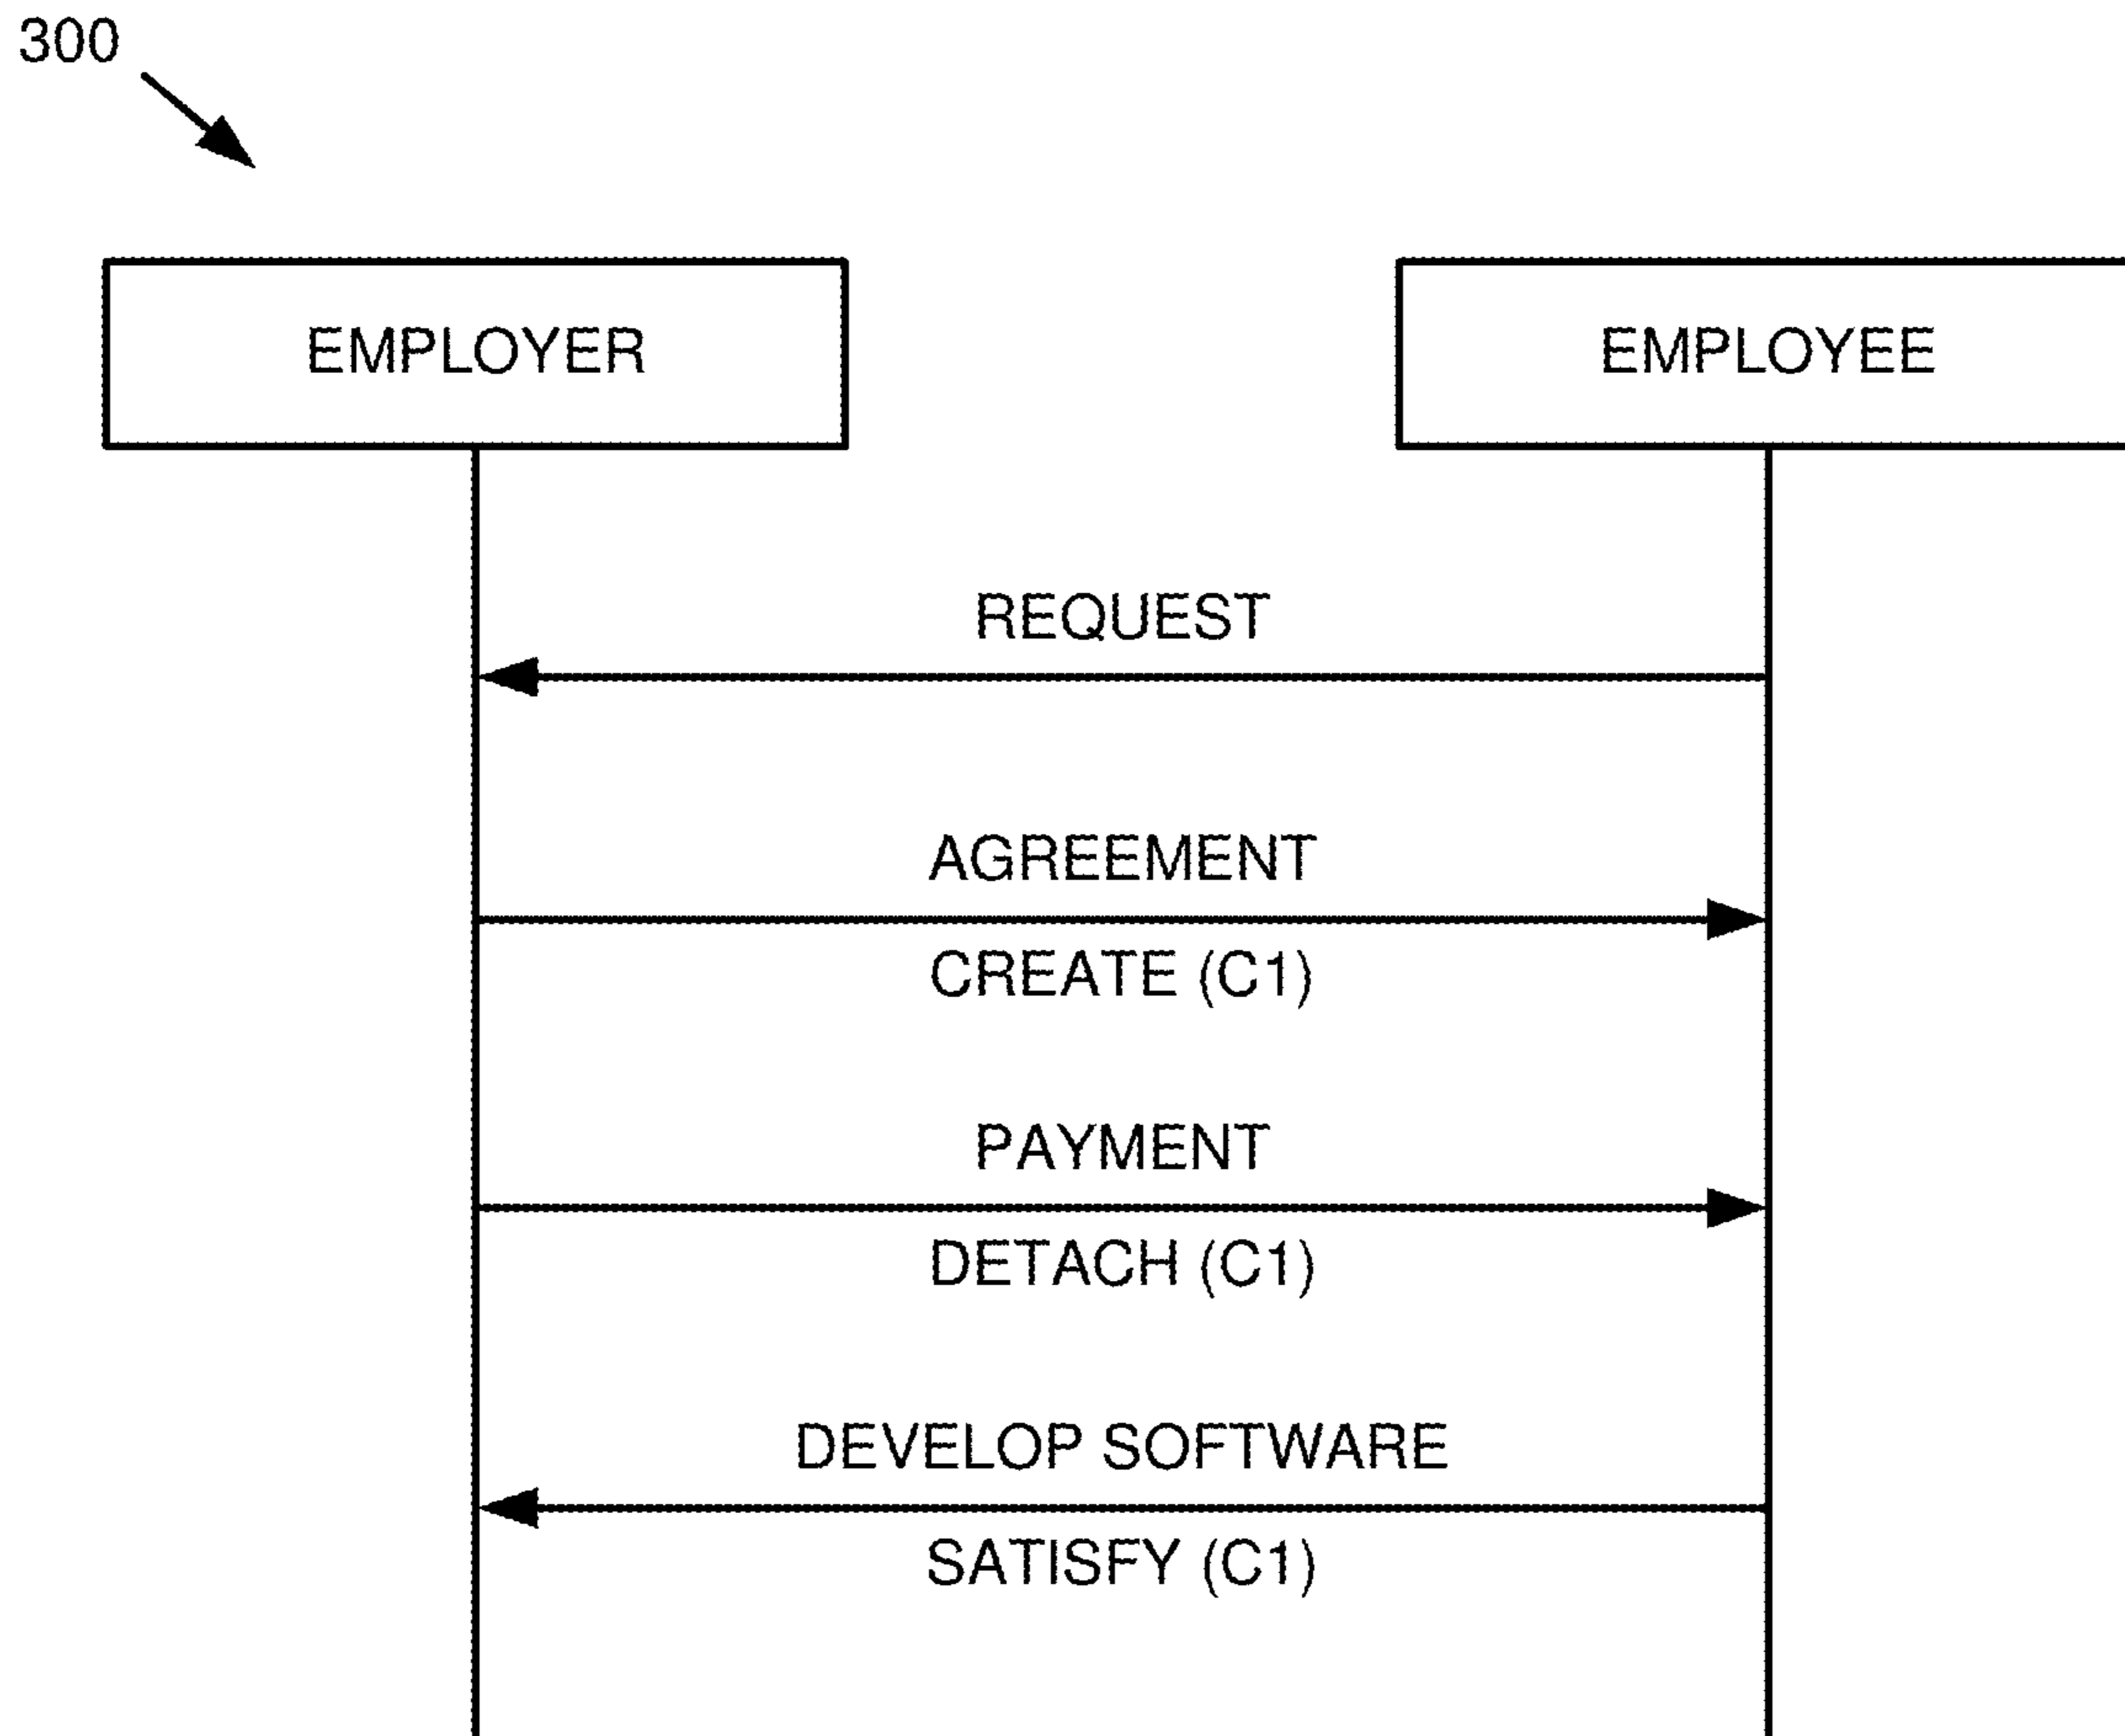 300
EMPLOYER
EMPLOYEE
REQUEST
AGREEMENT
CREATE (C1)
PAYMENT
DETACH (C1)
DEVELOP SOFTWARE
SATISFY (C1)